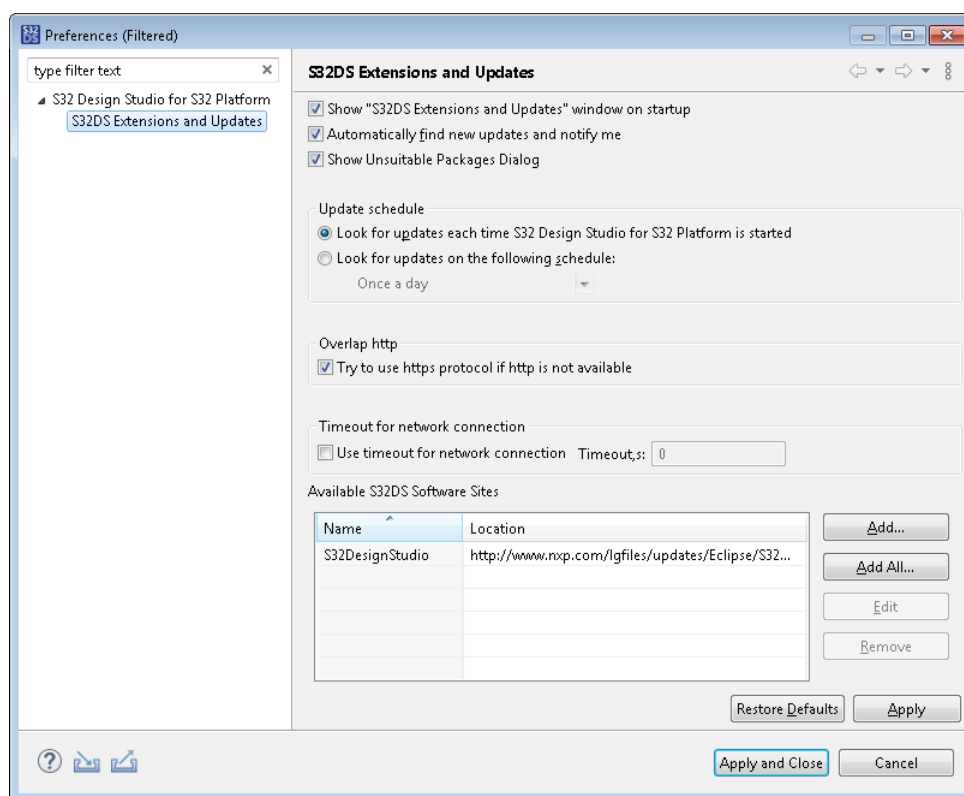 S32 DS Preferences (Filtered)
type filter text
S32 Design Studio for S32 Platform
S32DS Extensions and Updates
S32DS Extensions and Updates
Show "S32DS Extensions and Updates" window on startup
Automatically find new updates and notify me
Show Unsuitable Packages Dialog
Update schedule
Look for updates each time S32 Design Studio for S32 Platform is started
Look for updates on the following schedule:
Once a day
Overlap http
Try to use https protocol if http is not available
Timeout for network connection
Use timeout for network connection Timeout,s: 0
Available S32DS Software Sites
Name Location
S32DesignStudio http://www.nxp.com/lgfiles/updates/Eclipse/S32...
Add...
Add All...
Edit
Remove
Restore Defaults Apply
? Apply and Close Cancel